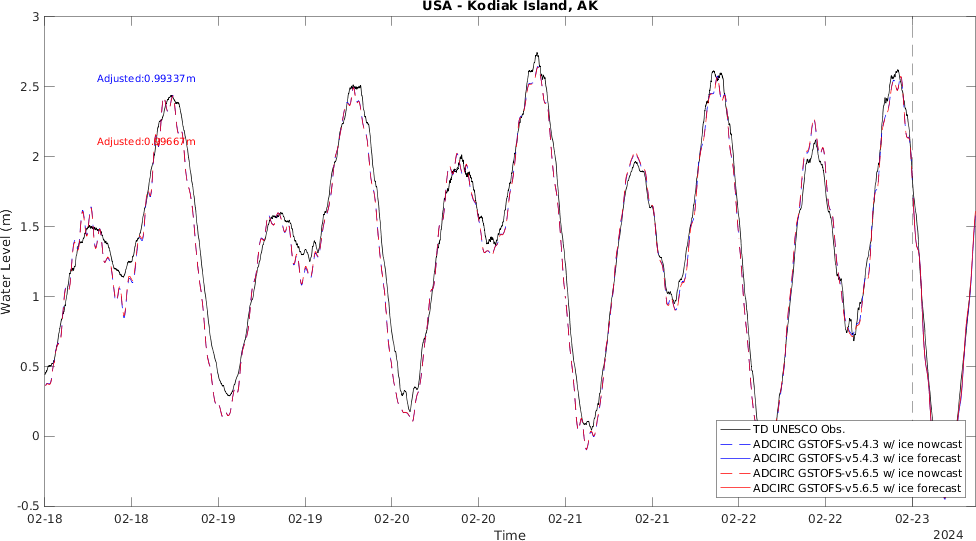 USA - Kodiak Island, AK
3
2.5
2
1.5
1
0.5
0
-0.5
Water Level (m)
Adjusted:0.99337m
Adjusted:0.99667m
TD UNESCO Obs.
ADCIRC GSTOFS-v5.4.3 w/ ice nowcast
ADCIRC GSTOFS-v5.4.3 w/ ice forecast
ADCIRC GSTOFS-v5.6.5 w/ ice nowcast
ADCIRC GSTOFS-v5.6.5 w/ ice forecast
02-18 02-18 02-19 02-19 02-20 02-20 02-21 02-21 02-22 02-22 02-23
Time
2024